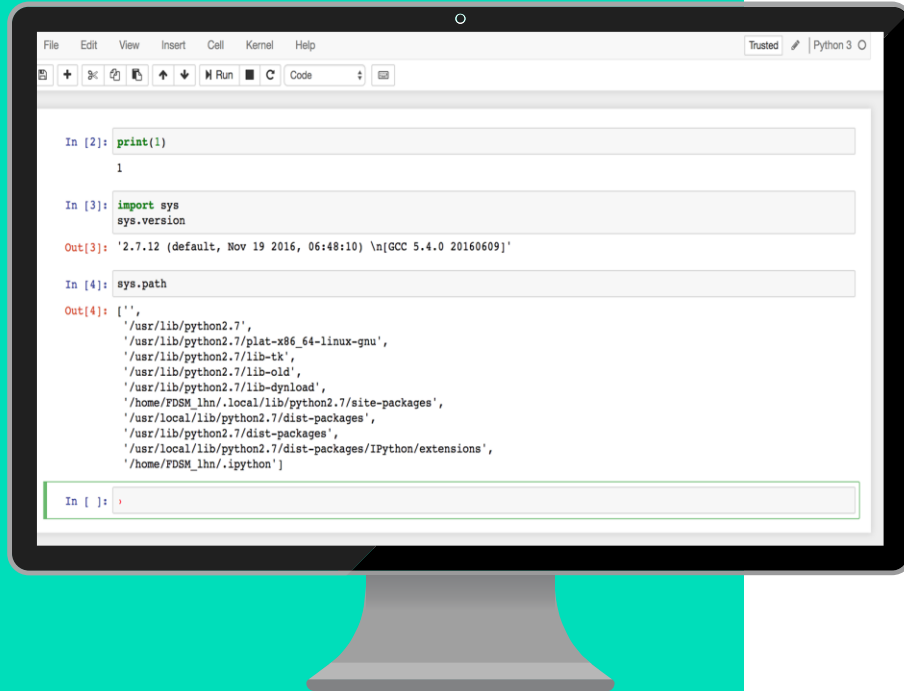 File Edit View Insert Cell Kernel Help Trusted Python 3
Run Code
In [2]: print(1)
1
In [3]: import sys
sys.version
Out[3]: '2.7.12 (default, Nov 19 2016, 06:48:10) \n[GCC 5.4.0 20160609]'
In [4]: sys.path
Out[4]: ['',
'/usr/lib/python2.7',
'/usr/lib/python2.7/plat-x86_64-linux-gnu',
'/usr/lib/python2.7/lib-tk',
'/usr/lib/python2.7/lib-old',
'/usr/lib/python2.7/lib-dynload',
'/home/FDSM_lhn/.local/lib/python2.7/site-packages',
'/usr/local/lib/python2.7/dist-packages',
'/usr/lib/python2.7/dist-packages',
'/usr/local/lib/python2.7/dist-packages/IPython/extensions',
'/home/FDSM_lhn/.ipython']
In [ ]: